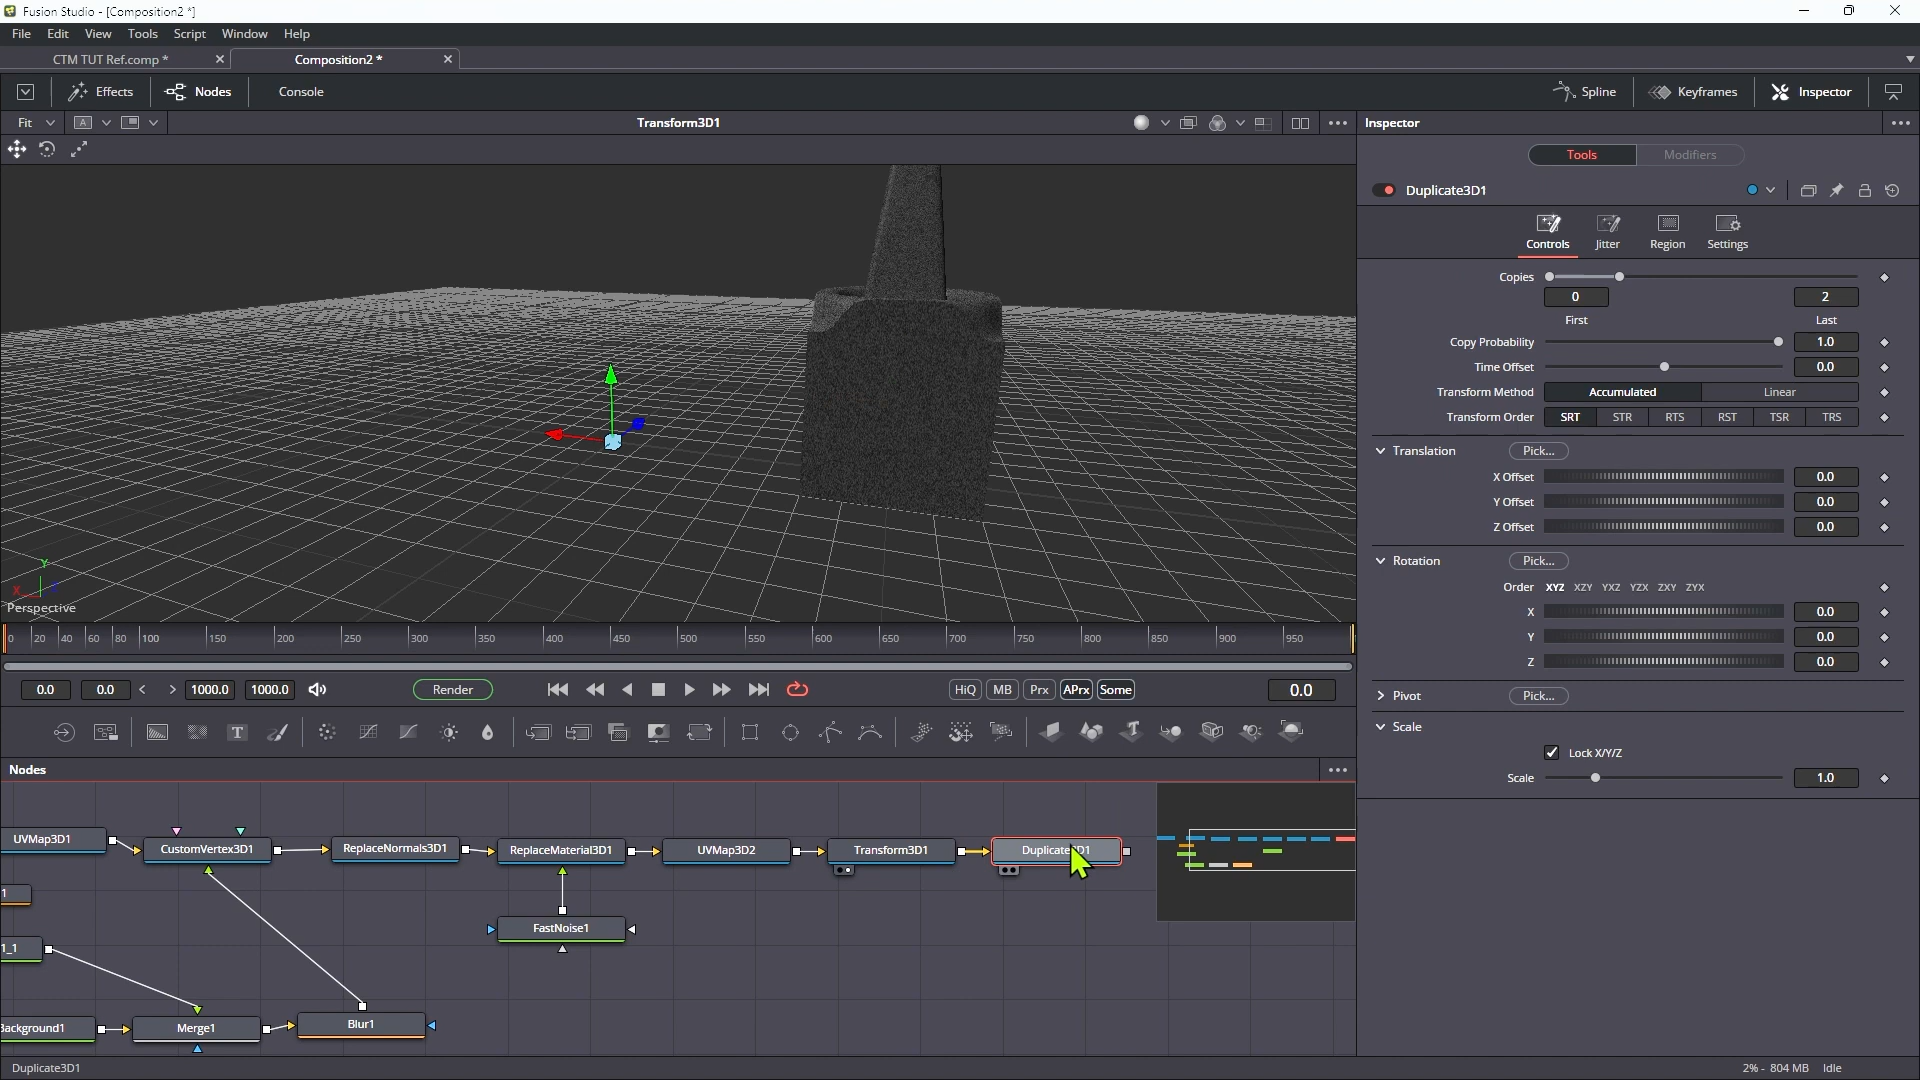 Fusion Studio - [Composition2 *]
File Edit View Tools Script Window Help
CTM TUT Ref.comp * Composition2 *
Effects Nodes Console Spline Keyframes Inspector
Fit A Transform3D1 Inspector
Tools Modifiers
Duplicate3D1
Controls Jitter Region Settings
Copies
0 2
First Last
Copy Probability 1.0
Time Offset 0.0
Transform Method Accumulated Linear
Transform Order SRT STR RTS RST TSR TRS
Translation Pick...
X Offset 0.0
Y Offset 0.0
Z Offset 0.0
Rotation Pick...
Order XYZ XZY YXZ YZX ZXY ZYX
X 0.0
Y 0.0
Z 0.0
Pivot Pick...
Scale
Lock X/Y/Z
Scale 1.0
Y
X
Perspective
0 20 40 60 80 100 150 200 250 300 350 400 450 500 550 600 650 700 750 800 850 900 950
0.0 0.0 < > 1000.0 1000.0 Render HiQ MB Prx APrx Some 0.0
T
Nodes
UVMap3D1 CustomVertex3D1 ReplaceNormals3D1 ReplaceMaterial3D1 UVMap3D2 Transform3D1 Duplicate3D1
1
FastNoise1
1_1
Background1 Merge1 Blur1
Duplicate3D1 2% - 804 MB Idle